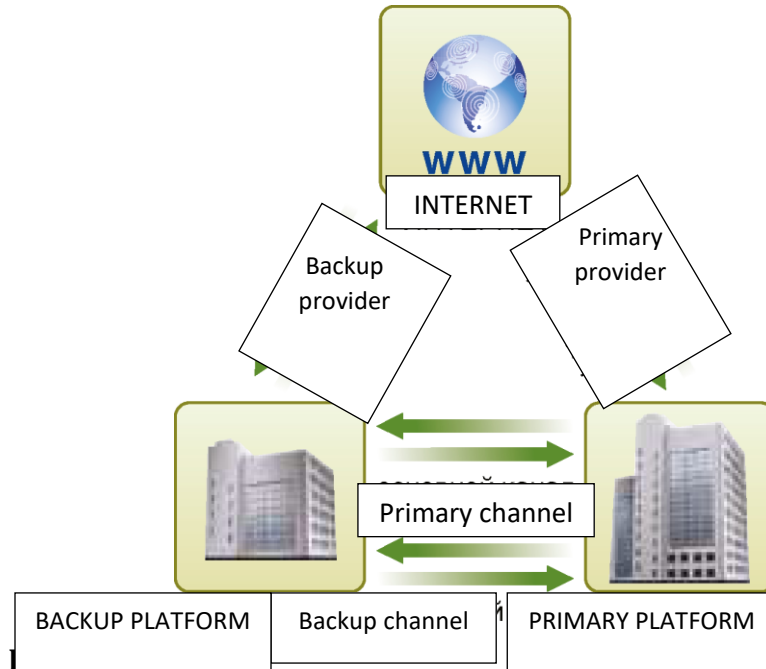 WWW
INTERNET
Backup
provider
Primary
provider
Primary channel
BACKUP PLATFORM
Backup channel
PRIMARY PLATFORM